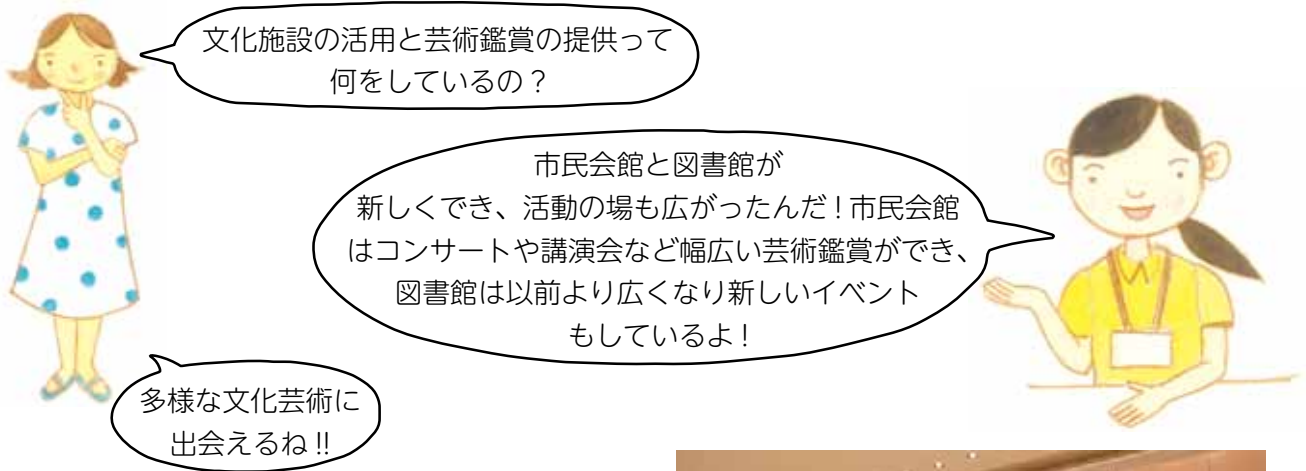 文化施設の活用と芸術鑑賞の提供って
何をしているの？
市民会館と図書館が
新しくでき、活動の場も広がったんだ！市民会館
はコンサートや講演会など幅広い芸術鑑賞ができ、
図書館は以前より広くなり新しいイベント
もしているよ！
多様な文化芸術に
出会えるね!!